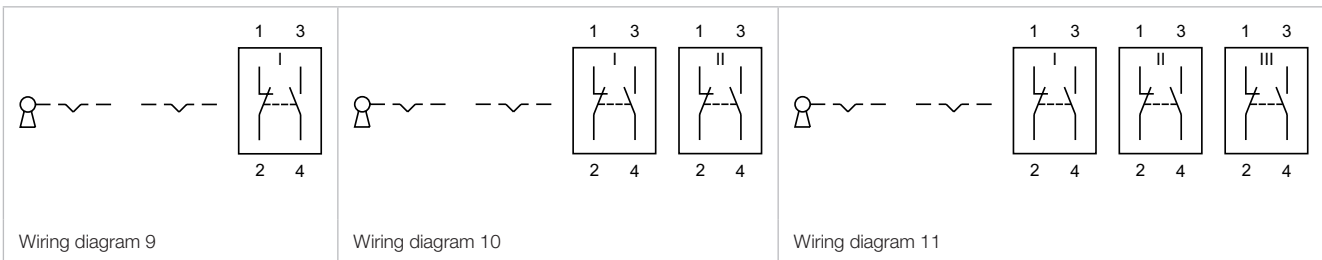 1 3
I
2 4
Wiring diagram 9
1 3 1 3
I II
2 4 2 4
Wiring diagram 10
1 3 1 3 1 3
I II III
2 4 2 4 2 4
Wiring diagram 11